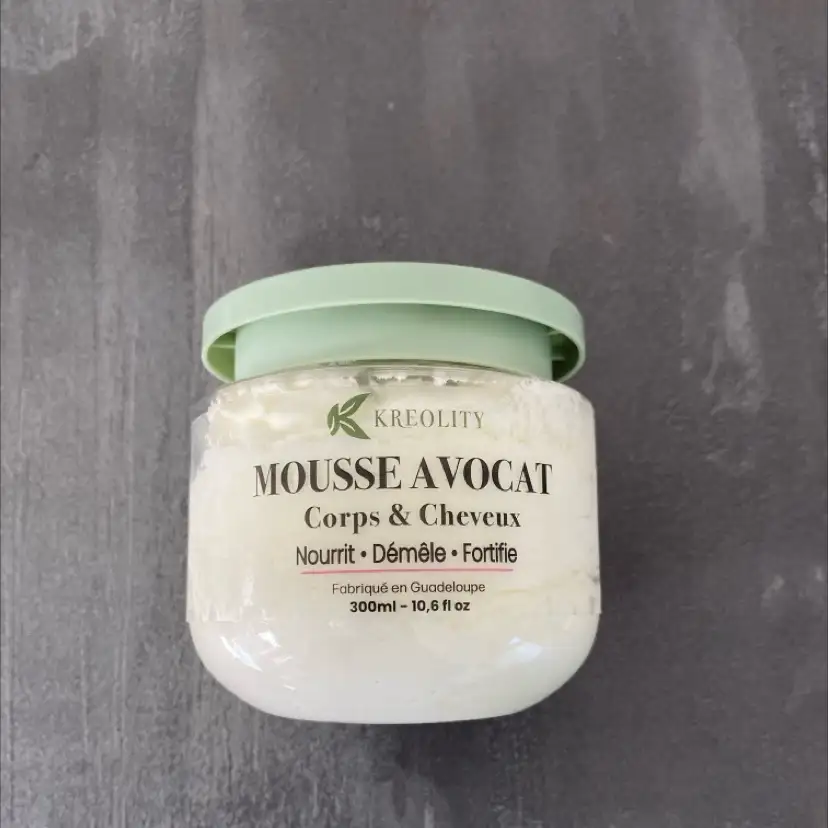 KREOLITY
MOUSSE AVOCAT
Corps & Cheveux
Nourrit • Démêle • Fortifie
Fabriqué en Guadeloupe
300ml - 10,6 fl oz